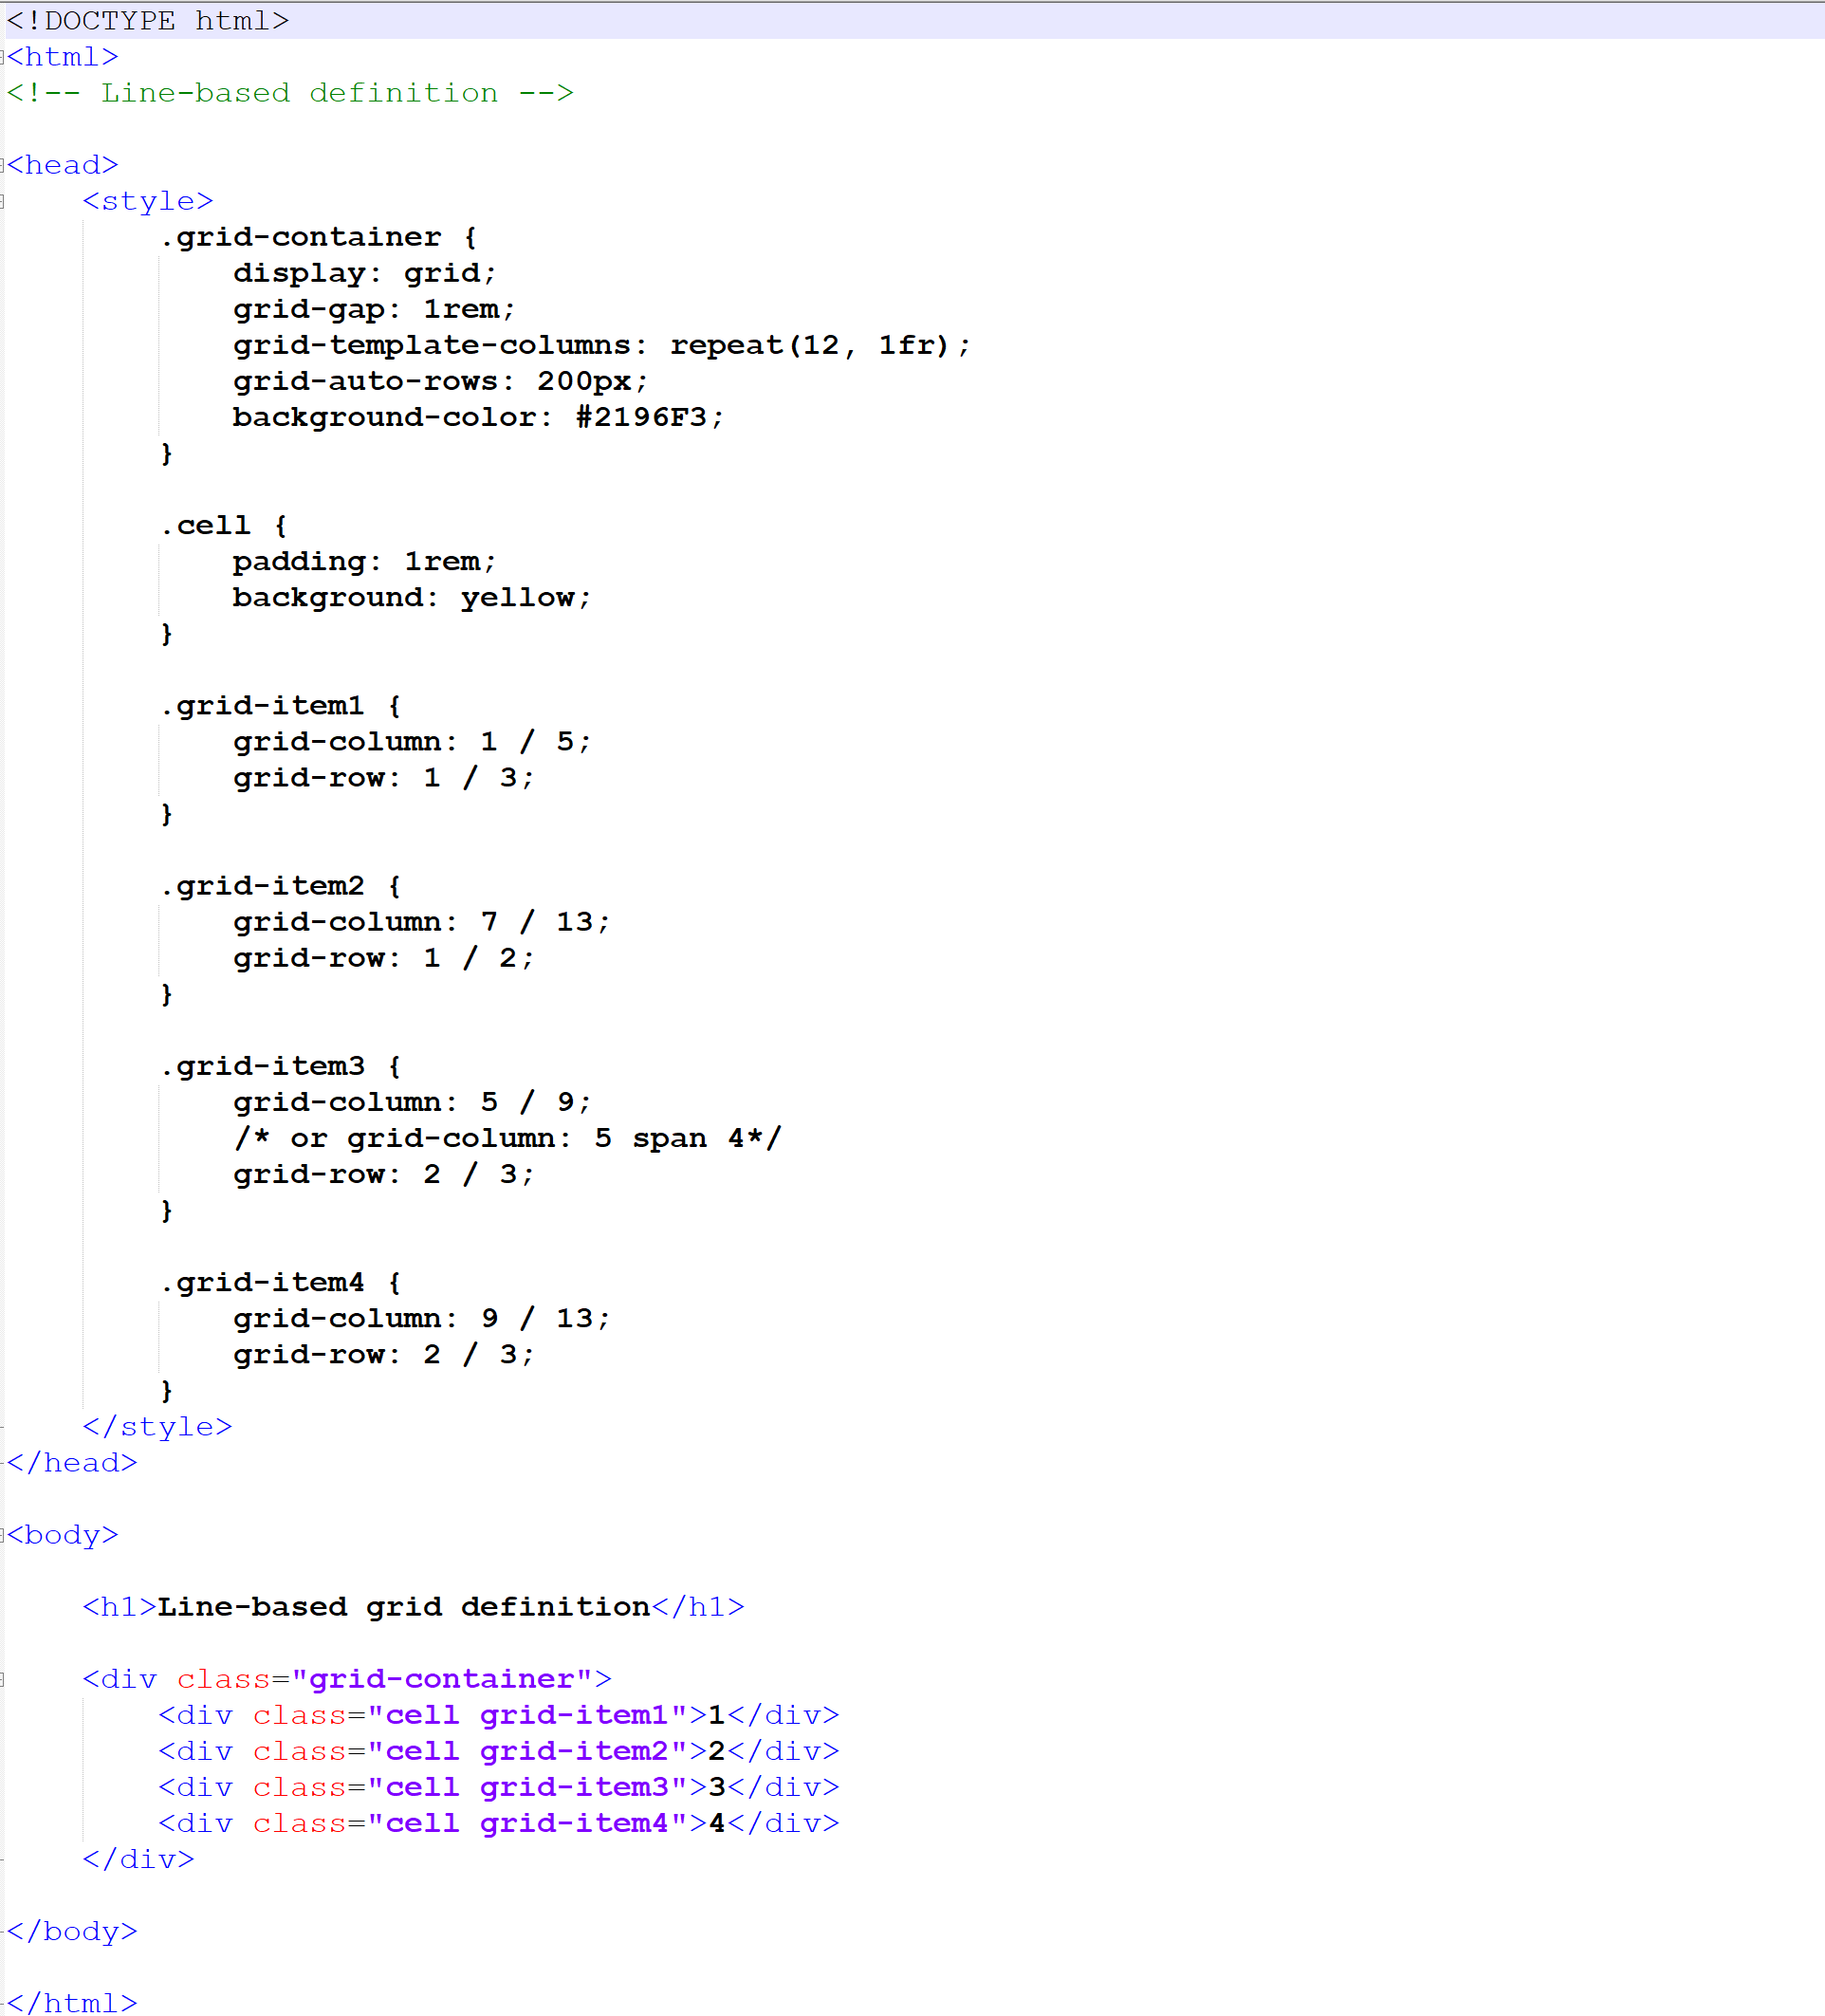 <!DOCTYPE html>
<html>
<!-- Line-based definition -->
<head>
<style>
.grid-container {
display: grid;
grid-gap: 1rem;
grid-template-columns: repeat(12, 1fr);
grid-auto-rows: 200px;
background-color: #2196F3;
}
.cell {
padding: 1rem;
background: yellow;
}
.grid-item1 {
grid-column: 1 / 5;
grid-row: 1 / 3;
}
.grid-item2 {
grid-column: 7 / 13;
grid-row: 1 / 2;
}
.grid-item3 {
grid-column: 5 / 9;
/* or grid-column: 5 span 4*/
grid-row: 2 / 3;
}
.grid-item4 {
grid-column: 9 / 13;
grid-row: 2 / 3;
}
</style>
</head>
<body>
<h1>Line-based grid definition</h1>
<div class="grid-container">
<div class="cell grid-item1">1</div>
<div class="cell grid-item2">2</div>
<div class="cell grid-item3">3</div>
<div class="cell grid-item4">4</div>
</div>
</body>
</html>